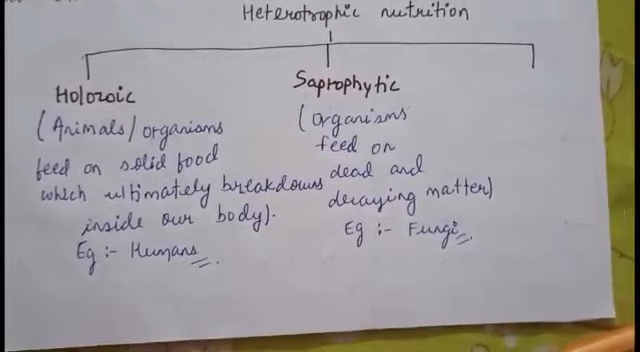 Heterotrophic nutrition
Holozoic
(Animals/organisms
feed on solid food
which ultimately breakdowns
inside our body).
Eg :- Humans
Saprophytic
(Organisms
feed on
dead and
decaying matter)
Eg :- Fungi